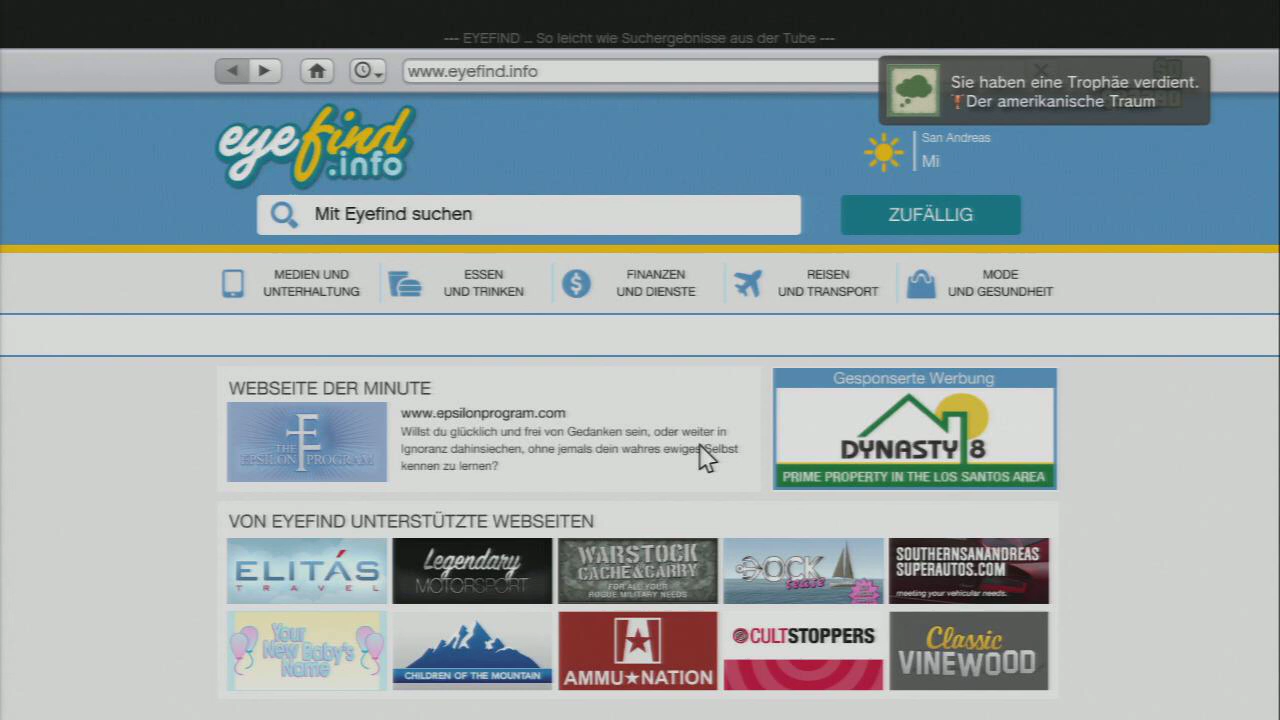 --- EYEFIND ... So leicht wie Suchergebnisse aus der Tube ---
www.eyefind.info
Sie haben eine Trophäe verdient.
Der amerikanische Traum
eyefind
.info
San Andreas
Mi
Mit Eyefind suchen
ZUFÄLLIG
MEDIEN UND
UNTERHALTUNG
ESSEN
UND TRINKEN
FINANZEN
UND DIENSTE
REISEN
UND TRANSPORT
MODE
UND GESUNDHEIT
WEBSEITE DER MINUTE
THE
EPSILON PROGRAM
www.epsilonprogram.com
Willst du glücklich und frei von Gedanken sein, oder weiter in
Ignoranz dahinsiechen, ohne jemals dein wahres ewiges Selbst
kennen zu lernen?
Gesponserte Werbung
DYNASTY 8
PRIME PROPERTY IN THE LOS SANTOS AREA
VON EYEFIND UNTERSTÜTZTE WEBSEITEN
ELITÁS
TRAVEL
Legendary
MOTORSPORT
WARSTOCK
CACHE & CARRY
FOR ALL YOUR
ROGUE MILITARY NEEDS
DOCK
tease
SOUTHERNSANANDREAS
SUPERAUTOS.COM
meeting your vehicular needs.
Your
New Baby's
Name
CHILDREN OF THE MOUNTAIN
AMMU★NATION
CULTSTOPPERS
Classic
VINEWOOD